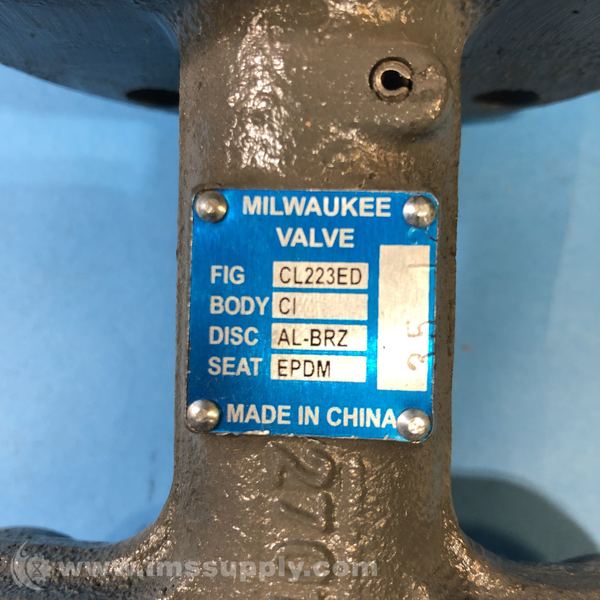 MILWAUKEE
VALVE
FIG CL223ED
BODY CI
DISC AL-BRZ
SEAT EPDM
MADE IN CHINA
www.imssupply.com